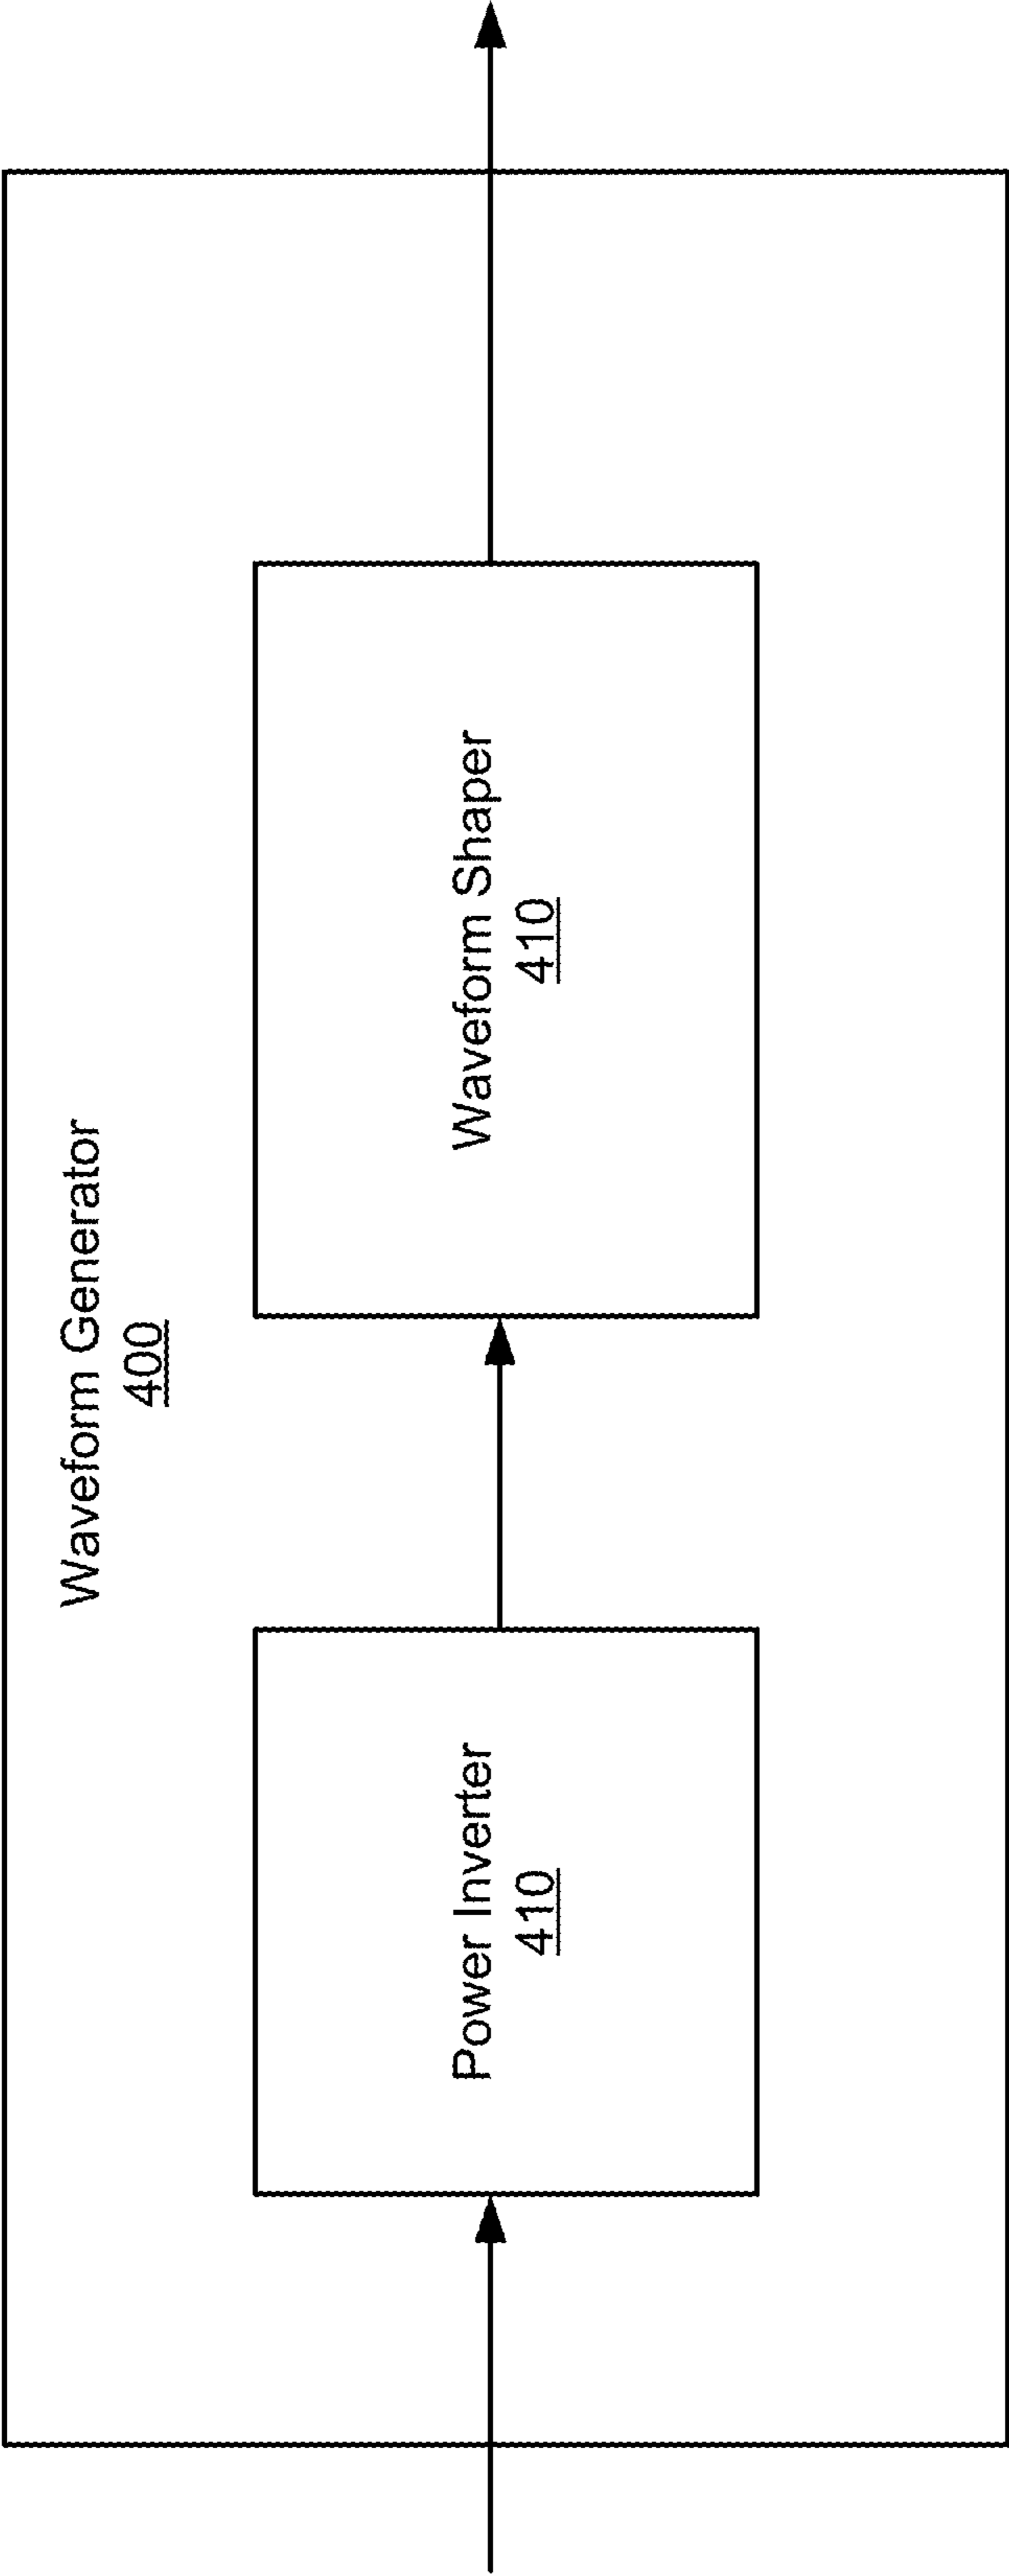 Waveform Generator
400
Power Inverter
410
Waveform Shaper
410